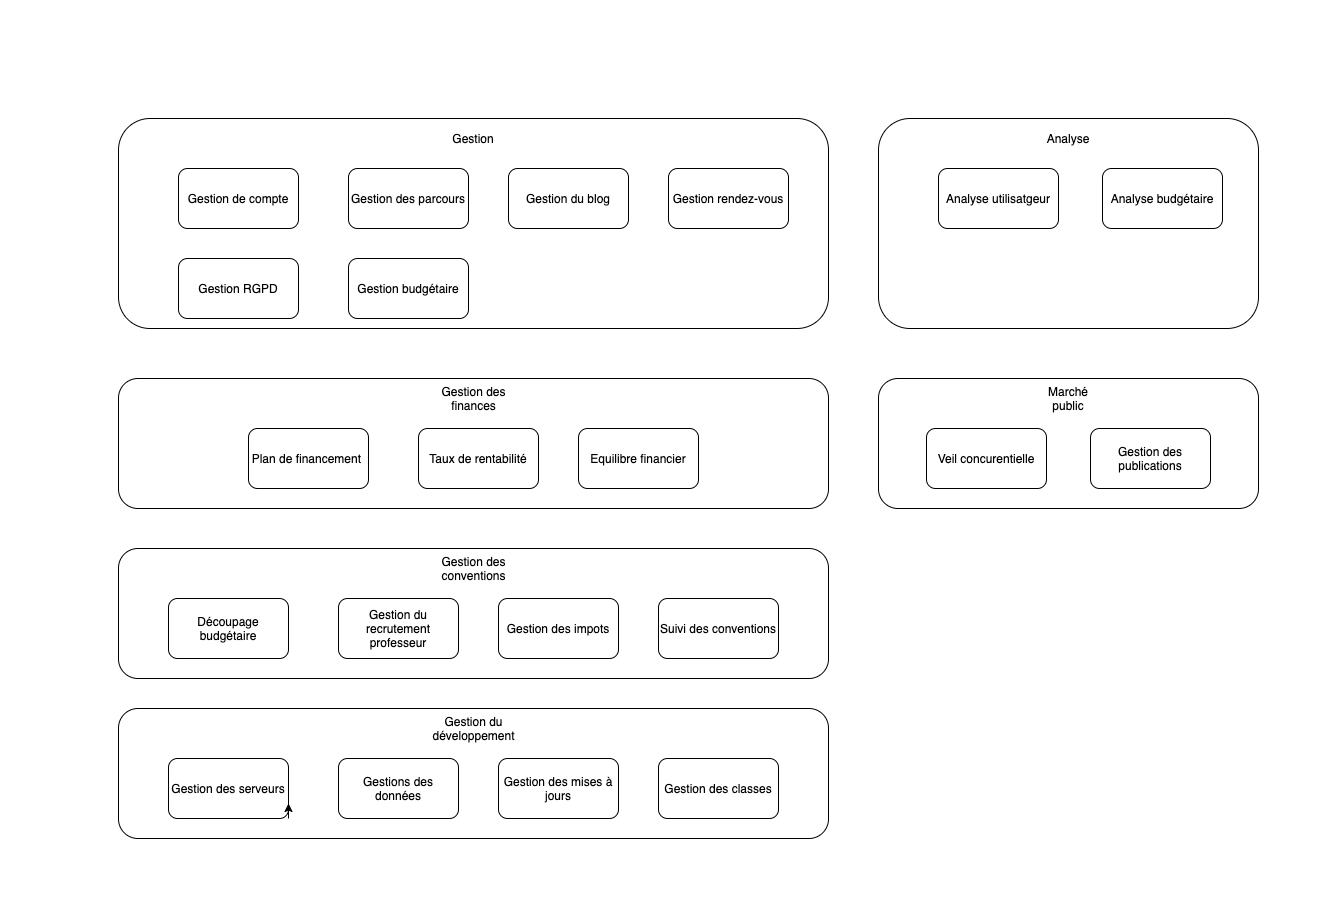 Gestion
Gestion de compte
Gestion des parcours
Gestion du blog
Gestion rendez-vous
Gestion RGPD
Gestion budgétaire
Analyse
Analyse utilisatgeur
Analyse budgétaire
Gestion des
finances
Plan de financement
Taux de rentabilité
Equilibre financier
Marché
public
Veil concurentielle
Gestion des
publications
Gestion des
conventions
Découpage
budgétaire
Gestion du
recrutement
professeur
Gestion des impots
Suivi des conventions
Gestion du
développement
Gestion des serveurs
Gestions des
données
Gestion des mises à
jours
Gestion des classes